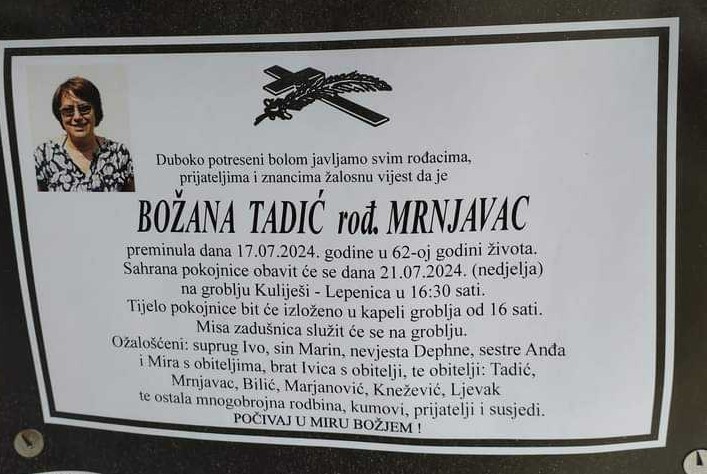 Duboko potreseni bolom javljamo svim rođacima,
prijateljima i znancima žalosnu vijest da je
BOŽANA TADIĆ rođ. MRNJAVAC
preminula dana 17.07.2024. godine u 62-oj godini života.
Sahrana pokojnice obavit će se dana 21.07.2024. (nedjelja)
na groblju Kuliješi - Lepenica u 16:30 sati.
Tijelo pokojnice bit će izloženo u kapeli groblja od 16 sati.
Misa zadušnica služit će se na groblju.
Ožalošćeni: suprug Ivo, sin Marin, nevjesta Dephne, sestre Anđa
i Mira s obiteljima, brat Ivica s obitelji, te obitelji: Tadić,
Mrnjavac, Bilić, Marjanović, Knežević, Ljevak
te ostala mnogobrojna rodbina, kumovi, prijatelji i susjedi.
POČIVAJ U MIRU BOŽJEM !